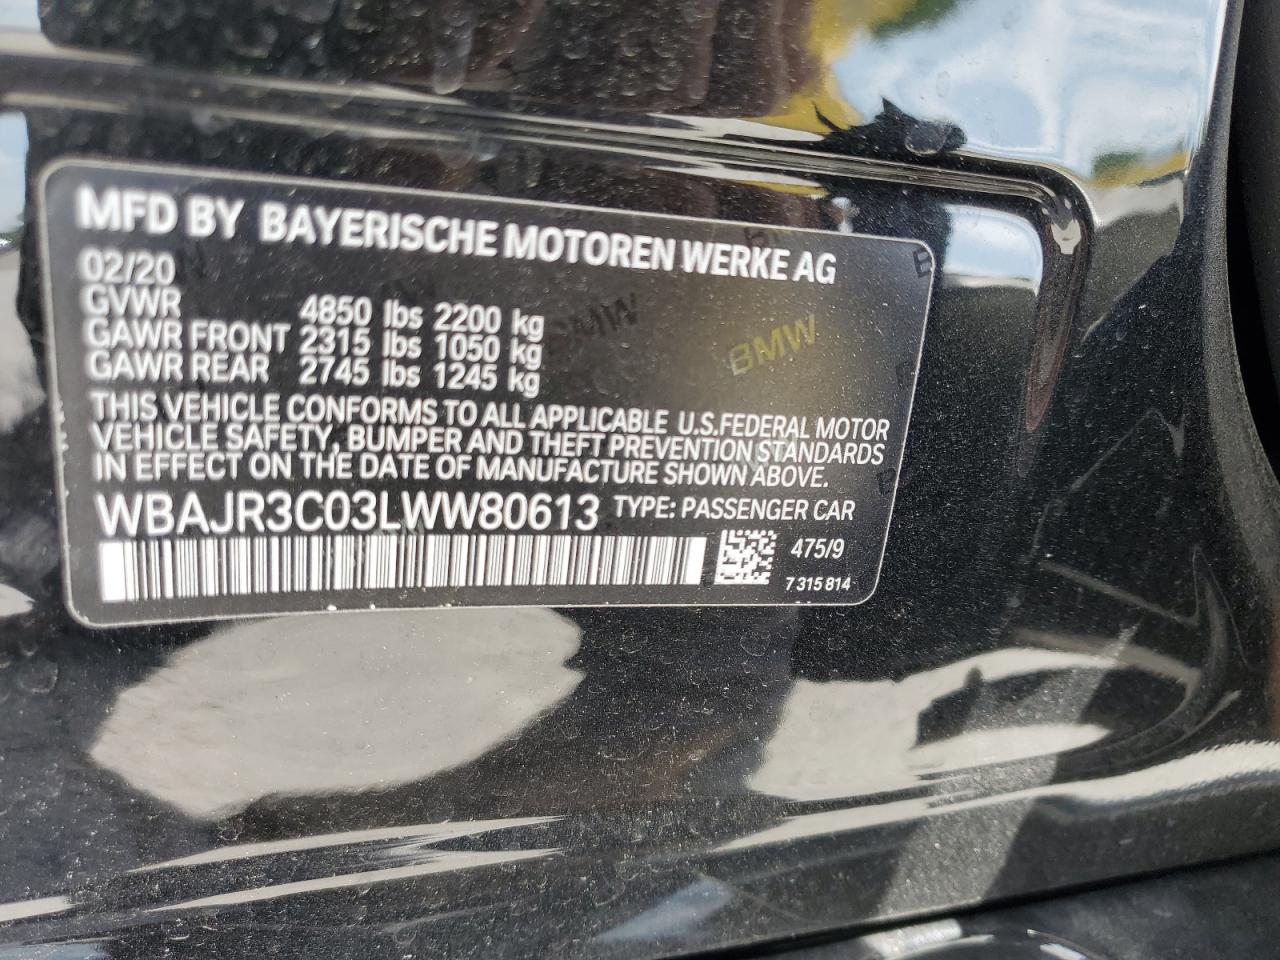 MFD BY BAYERISCHE MOTOREN WERKE AG
02/20
GVWR 4850 lbs 2200 kg
GAWR FRONT 2315 lbs 1050 kg
GAWR REAR 2745 lbs 1245 kg
THIS VEHICLE CONFORMS TO ALL APPLICABLE U.S.FEDERAL MOTOR
VEHICLE SAFETY, BUMPER AND THEFT PREVENTION STANDARDS
IN EFFECT ON THE DATE OF MANUFACTURE SHOWN ABOVE.
WBAJR3C03LWW80613 TYPE: PASSENGER CAR
475/9
7 315 814
BMW
BMW